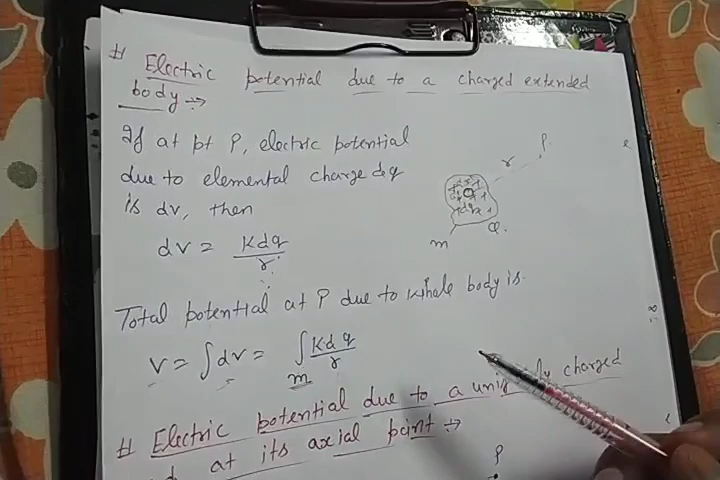 # Electric potential due to a charged extended
body →
If at pt P, electric potential
due to elemental charge dq
is dv, then
dv = Kdq/r
P
r
dq
Q.
m
Total potential at P due to whole body is.
v = ∫dv = ∫m Kdq/r
# Electric potential due to a charged
at its axial point →
P